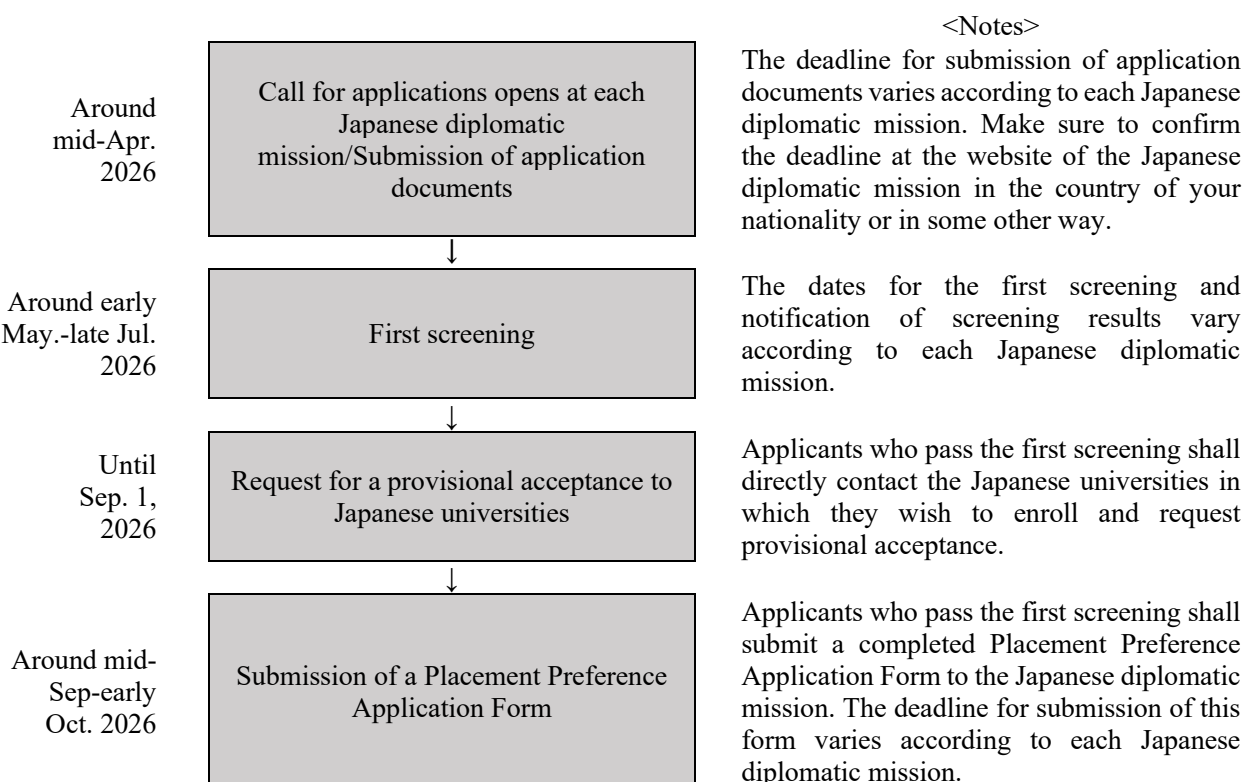 <Notes>
Around
mid-Apr.
2026
Call for applications opens at each
Japanese diplomatic
mission/Submission of application
documents
The deadline for submission of application
documents varies according to each Japanese
diplomatic mission. Make sure to confirm
the deadline at the website of the Japanese
diplomatic mission in the country of your
nationality or in some other way.
↓
Around early
May.-late Jul.
2026
First screening
The dates for the first screening and
notification of screening results vary
according to each Japanese diplomatic
mission.
↓
Until
Sep. 1,
2026
Request for a provisional acceptance to
Japanese universities
Applicants who pass the first screening shall
directly contact the Japanese universities in
which they wish to enroll and request
provisional acceptance.
↓
Around mid-
Sep-early
Oct. 2026
Submission of a Placement Preference
Application Form
Applicants who pass the first screening shall
submit a completed Placement Preference
Application Form to the Japanese diplomatic
mission. The deadline for submission of this
form varies according to each Japanese
diplomatic mission.